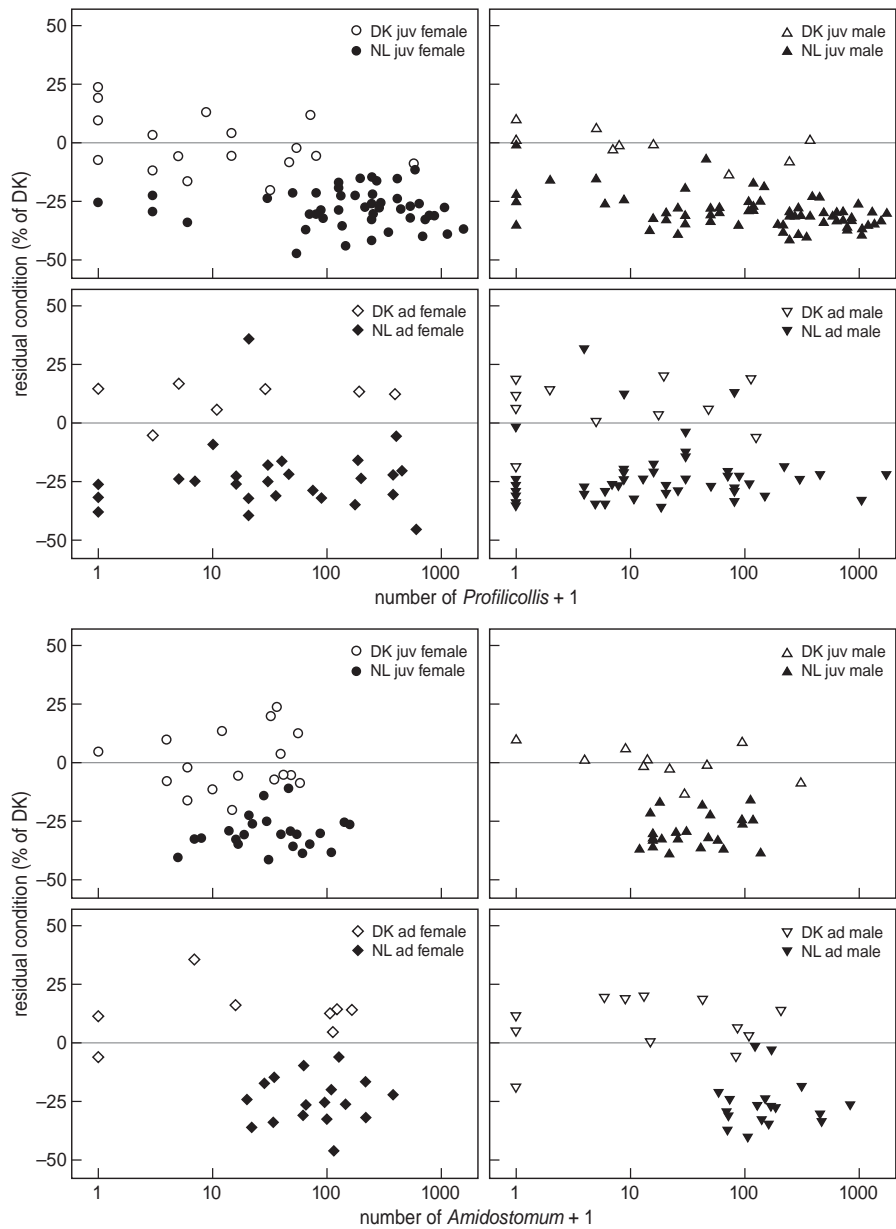 50
25
0
−25
−50
DK juv female
NL juv female
DK juv male
NL juv male
residual condition (% of DK)
50
25
0
−25
−50
DK ad female
NL ad female
DK ad male
NL ad male
1 10 100 1000 1 10 100 1000
number of Profilicollis + 1
50
25
0
−25
−50
DK juv female
NL juv female
DK juv male
NL juv male
residual condition (% of DK)
50
25
0
−25
−50
DK ad female
NL ad female
DK ad male
NL ad male
1 10 100 1000 1 10 100 1000
number of Amidostomum + 1